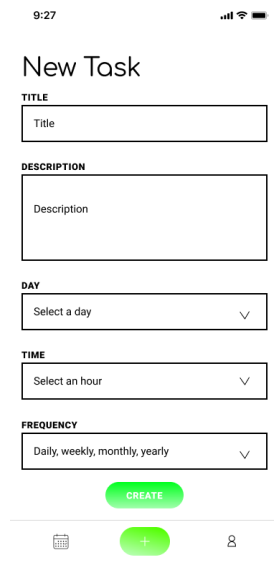 9:27
New Task
TITLE
Title
DESCRIPTION
Description
DAY
Select a day
TIME
Select an hour
FREQUENCY
Daily, weekly, monthly, yearly
CREATE
+